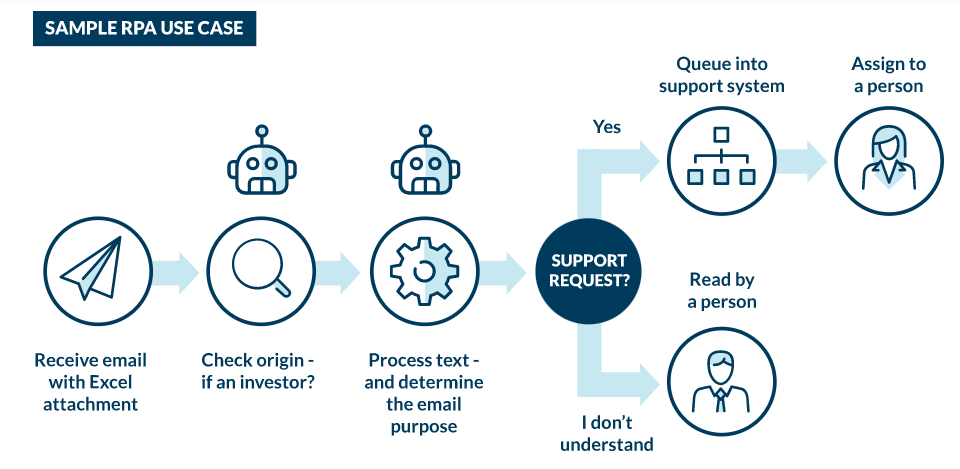 SAMPLE RPA USE CASE
Receive email
with Excel
attachment
Check origin -
if an investor?
Process text -
and determine
the email
purpose
SUPPORT
REQUEST?
Yes
Queue into
support system
Assign to
a person
I don't
understand
Read by
a person